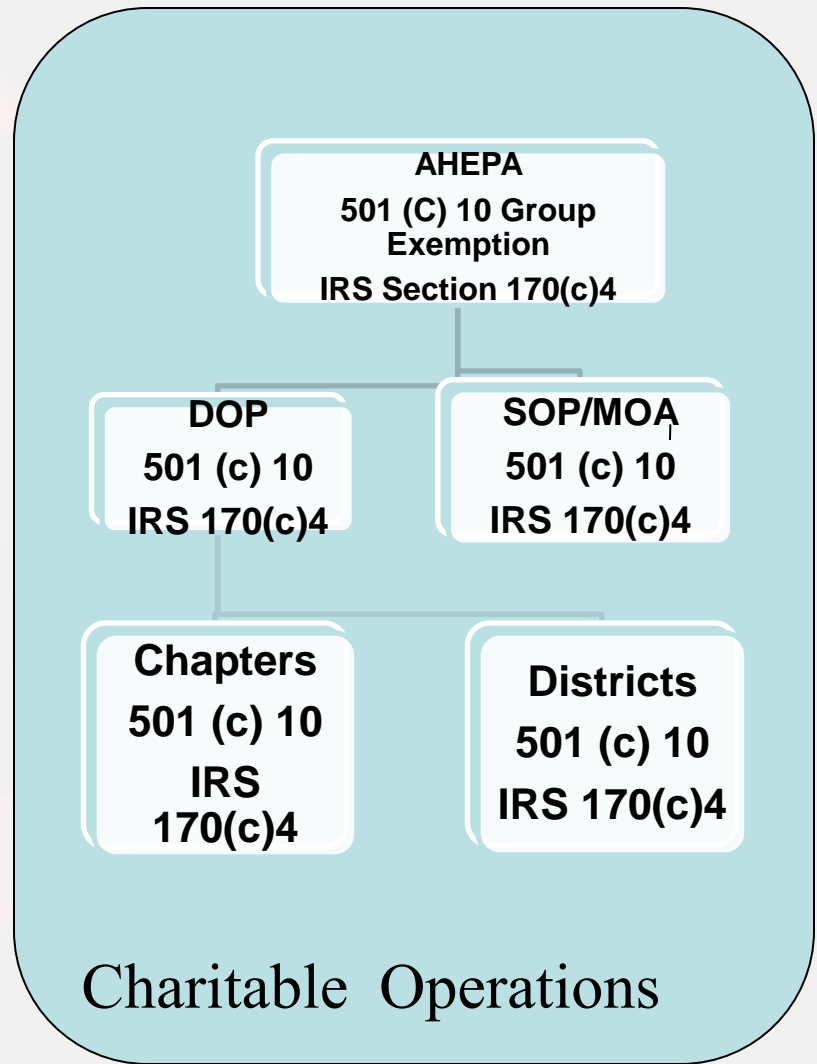 AHEPA
501 (C) 10 Group
Exemption
IRS Section 170(c)4
DOP
501 (c) 10
IRS 170(c)4
SOP/MOA
501 (c) 10
IRS 170(c)4
Chapters
501 (c) 10
IRS
170(c)4
Districts
501 (c) 10
IRS 170(c)4
Charitable Operations